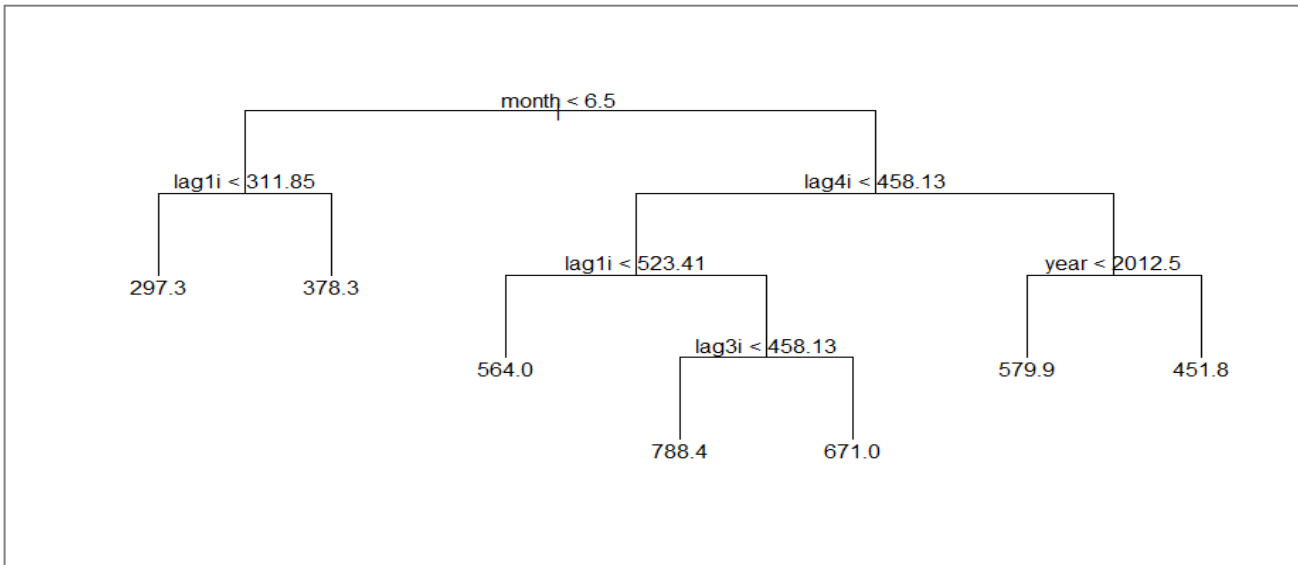 month < 6.5
lag1i < 311.85
lag4i < 458.13
lag1i < 523.41
year < 2012.5
297.3
378.3
lag3i < 458.13
564.0
579.9
451.8
788.4
671.0